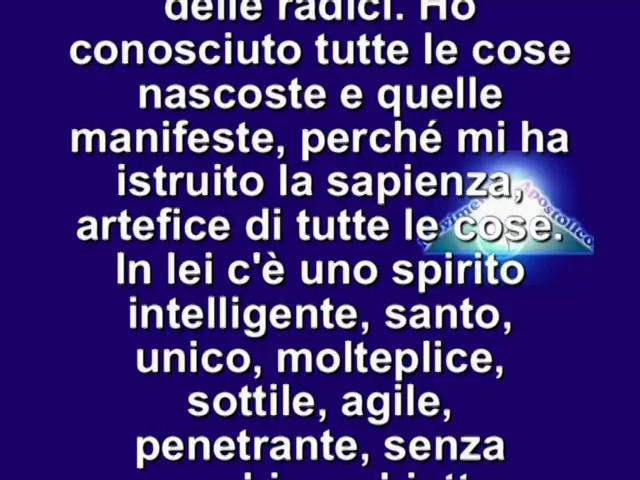 delle radici. Ho
conosciuto tutte le cose
nascoste e quelle
manifeste, perché mi ha
istruito la sapienza,
artefice di tutte le cose.
In lei c'è uno spirito
intelligente, santo,
unico, molteplice,
sottile, agile,
penetrante, senza
Apostolico